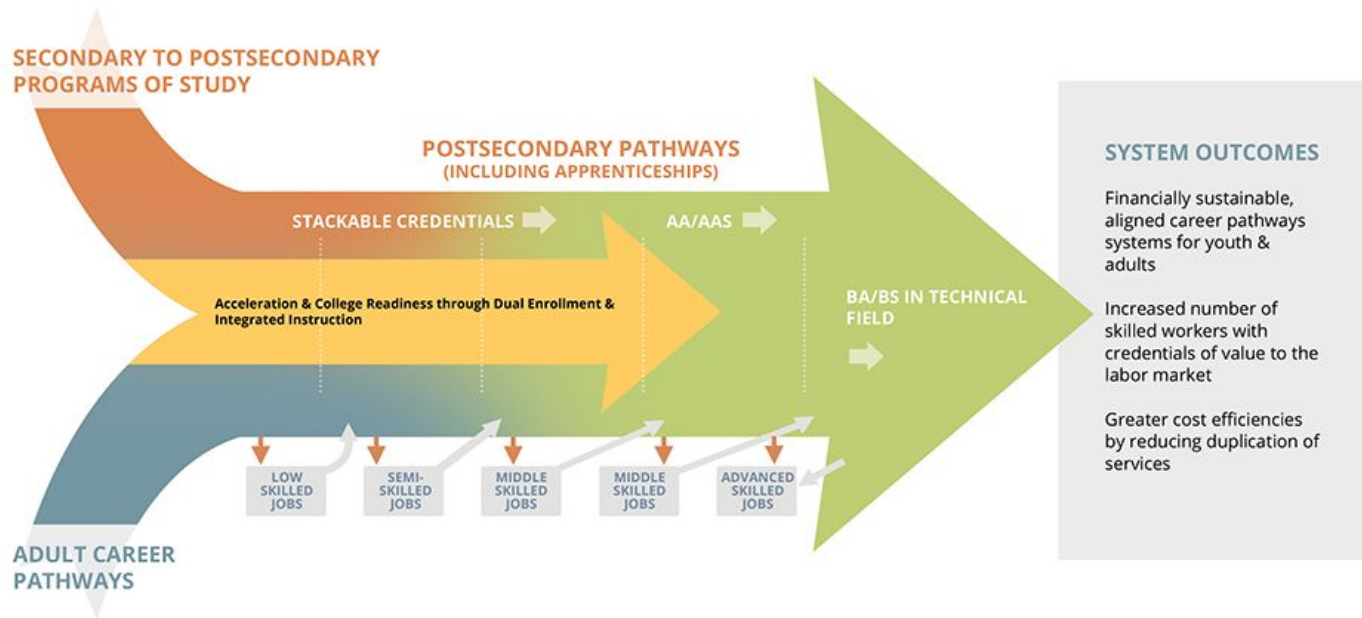 SECONDARY TO POSTSECONDARY
PROGRAMS OF STUDY
POSTSECONDARY PATHWAYS
(INCLUDING APPRENTICESHIPS)
STACKABLE CREDENTIALS
AA/AAS
Acceleration & College Readiness through Dual Enrollment &
Integrated Instruction
BA/BS IN TECHNICAL
FIELD
LOW
SKILLED
JOBS
SEMI-
SKILLED
JOBS
MIDDLE
SKILLED
JOBS
MIDDLE
SKILLED
JOBS
ADVANCED
SKILLED
JOBS
ADULT CAREER
PATHWAYS
SYSTEM OUTCOMES
Financially sustainable,
aligned career pathways
systems for youth &
adults
Increased number of
skilled workers with
credentials of value to the
labor market
Greater cost efficiencies
by reducing duplication of
services